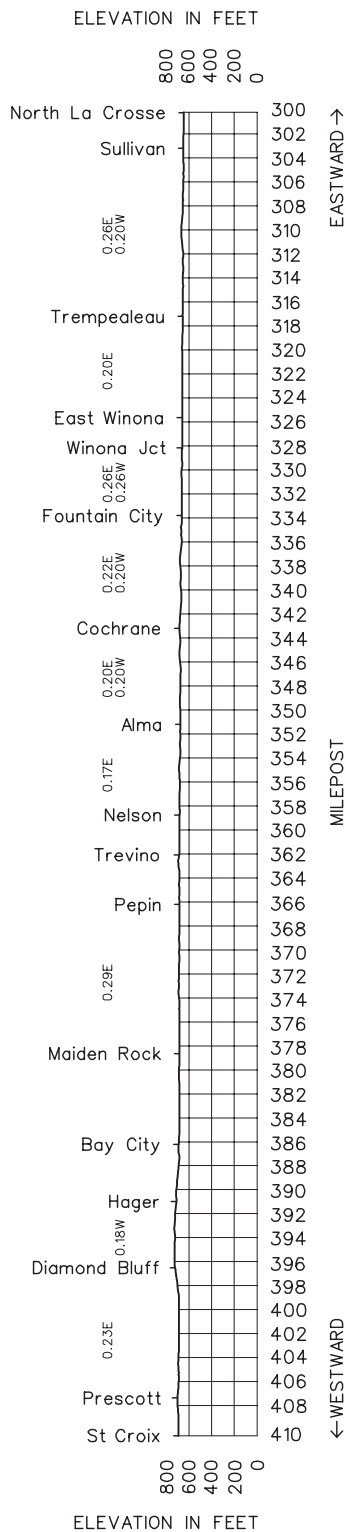 ELEVATION IN FEET
800 600 400 200 0
North La Crosse 300
EASTWARD →
302
Sullivan
304
306
308
0.26E
0.20W
310
312
314
316
Trempealeau
318
320
0.20E
322
324
East Winona
326
Winona Jct 328
0.26E
0.26W
330
332
Fountain City 334
336
0.22E
0.20W
338
340
342
Cochrane
344
0.20E
0.20W
346
348
350
Alma
352
354
0.17E
356
MILEPOST
358
Nelson
360
Trevino 362
364
Pepin 366
368
370
0.29E
372
374
376
378
Maiden Rock
380
382
384
Bay City 386
388
390
Hager
392
0.18W
394
396
Diamond Bluff
398
400
0.23E
402
404
← WESTWARD
406
Prescott
408
St Croix 410
800 600 400 200 0
ELEVATION IN FEET